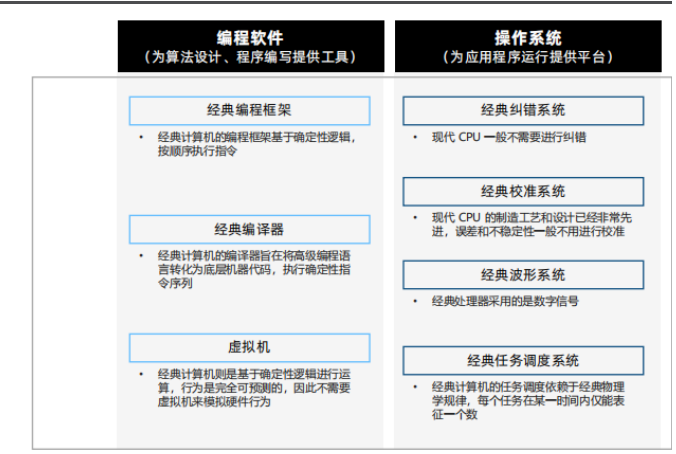 编程软件
（为算法设计、程序编写提供工具）
经典编程框架
• 经典计算机的编程框架基于确定性逻辑，
按顺序执行指令
经典编译器
• 经典计算机的编译器旨在将高级编程语
言转化为底层机器代码，执行确定性指
令序列
虚拟机
• 经典计算机则是基于确定性逻辑进行运
算，行为是完全可预测的，因此不需要
虚拟机来模拟硬件行为
操作系统
（为应用程序运行提供平台）
经典纠错系统
• 现代 CPU 一般不需要进行纠错
经典校准系统
• 现代 CPU 的制造工艺和设计已经非常先
进，误差和不稳定性一般不用进行校准
经典波形系统
• 经典处理器采用的是数字信号
经典任务调度系统
• 经典计算机的任务调度依赖于经典物理
学规律，每个任务在某一时间内仅能表
征一个数